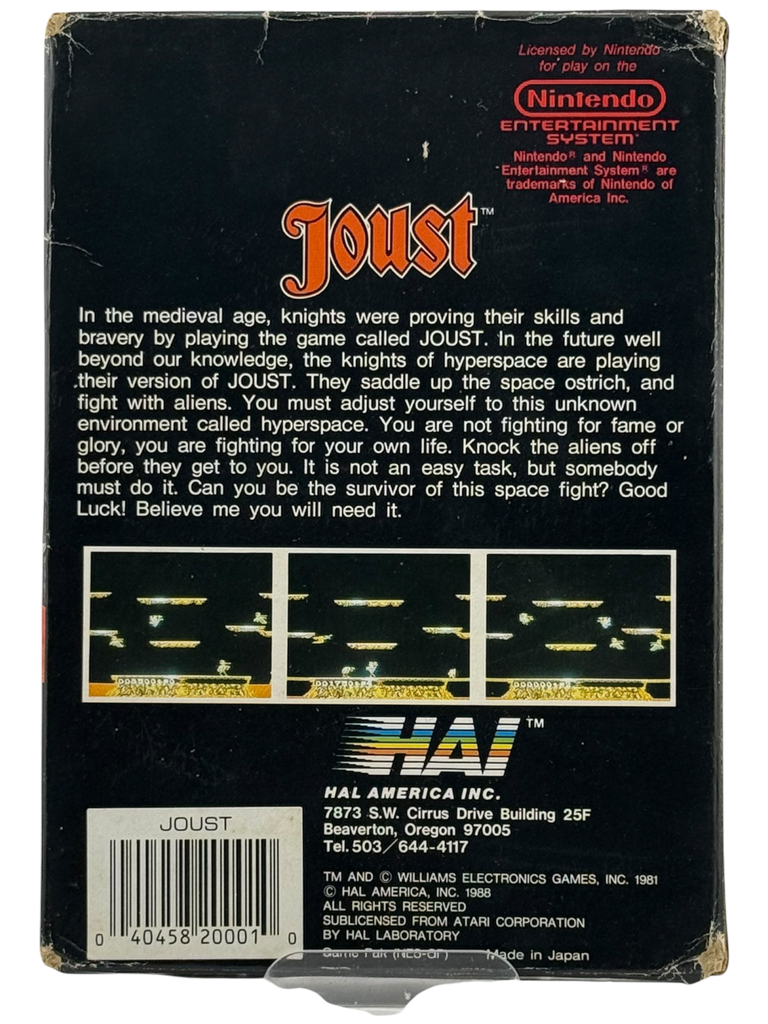 Licensed by Nintendo
for play on the
Nintendo
ENTERTAINMENT
SYSTEM
Nintendo® and Nintendo
Entertainment System® are
trademarks of Nintendo of
America Inc.
Joust™
In the medieval age, knights were proving their skills and
bravery by playing the game called JOUST. In the future well
beyond our knowledge, the knights of hyperspace are playing
their version of JOUST. They saddle up the space ostrich, and
fight with aliens. You must adjust yourself to this unknown
environment called hyperspace. You are not fighting for fame or
glory, you are fighting for your own life. Knock the aliens off
before they get to you. It is not an easy task, but somebody
must do it. Can you be the survivor of this space fight? Good
Luck! Believe me you will need it.
HAL™
HAL AMERICA INC.
7873 S.W. Cirrus Drive Building 25F
Beaverton, Oregon 97005
Tel. 503/644-4117
JOUST
0 40458 20001 0
TM AND © WILLIAMS ELECTRONICS GAMES, INC. 1981
© HAL AMERICA, INC. 1988
ALL RIGHTS RESERVED
SUBLICENSED FROM ATARI CORPORATION
BY HAL LABORATORY
Game Pak (NES-GP) Made in Japan